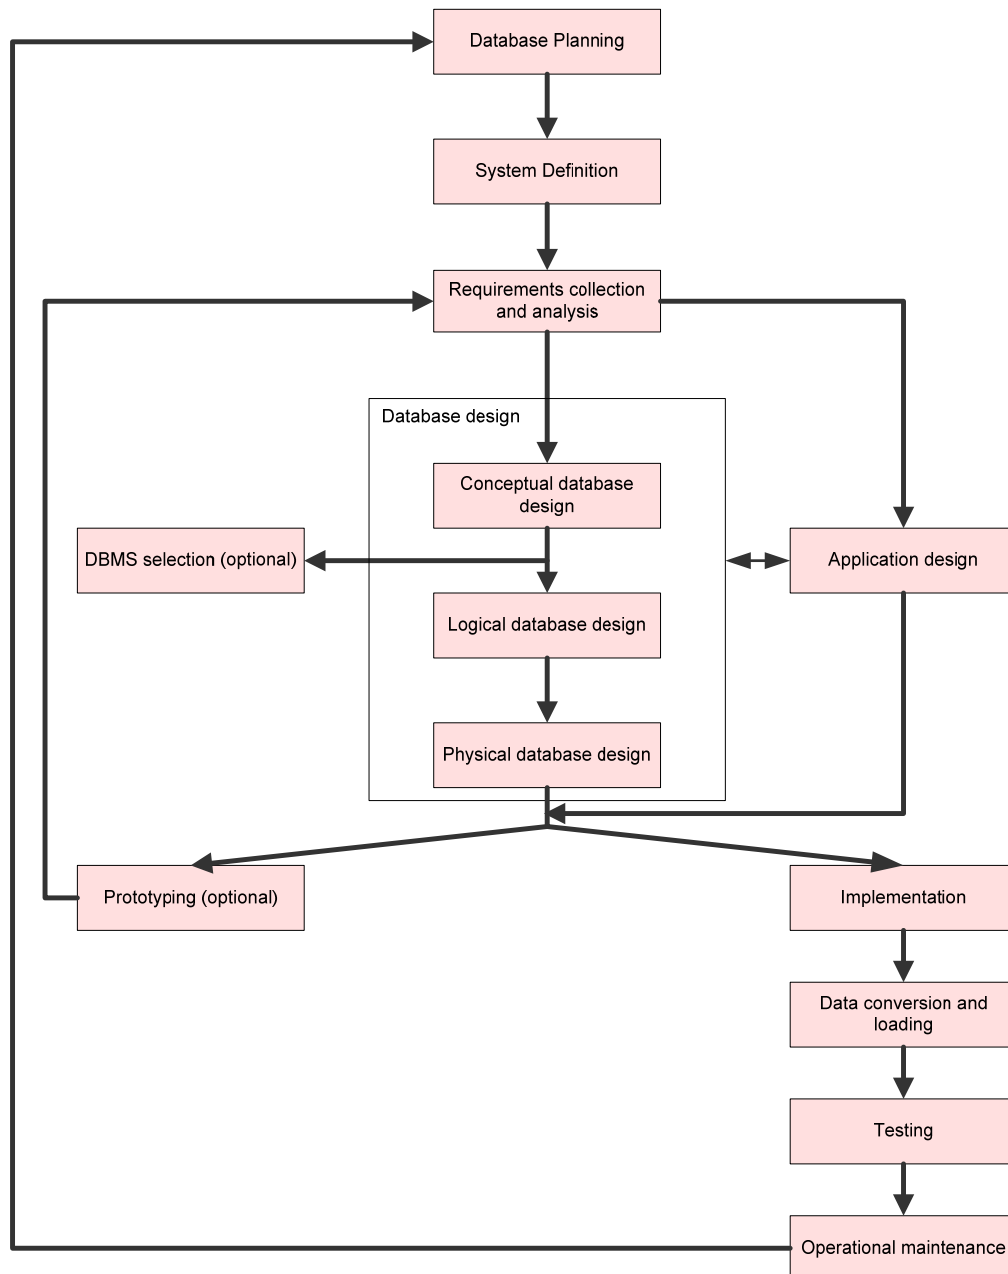 Database Planning
System Definition
Requirements collection
and analysis
Database design
Conceptual database
design
DBMS selection (optional)
Application design
Logical database design
Physical database design
Prototyping (optional)
Implementation
Data conversion and
loading
Testing
Operational maintenance